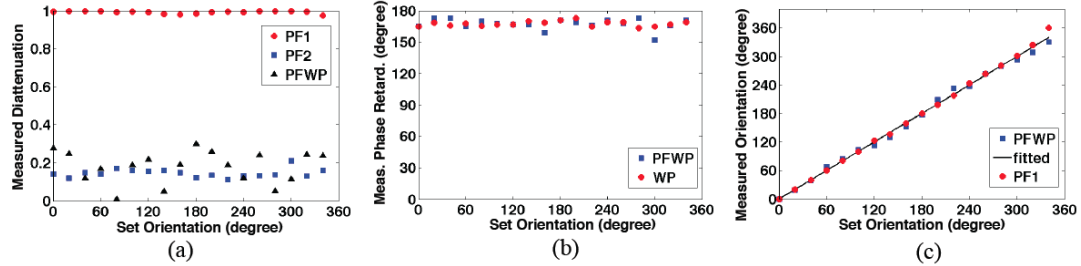 1
0.8
0.6
0.4
0.2
0
Measured Diattenuation
PF1
PF2
PFWP
0 60 120 180 240 300 360
Set Orientation (degree)
(a)
180
150
120
90
60
30
0
Meas. Phase Retard. (degree)
PFWP
WP
0 60 120 180 240 300 360
Set Orientation (degree)
(b)
360
300
240
180
120
60
0
Measured Orientation (degree)
PFWP
fitted
PF1
0 60 120 180 240 300 360
Set Orientation (degree)
(c)